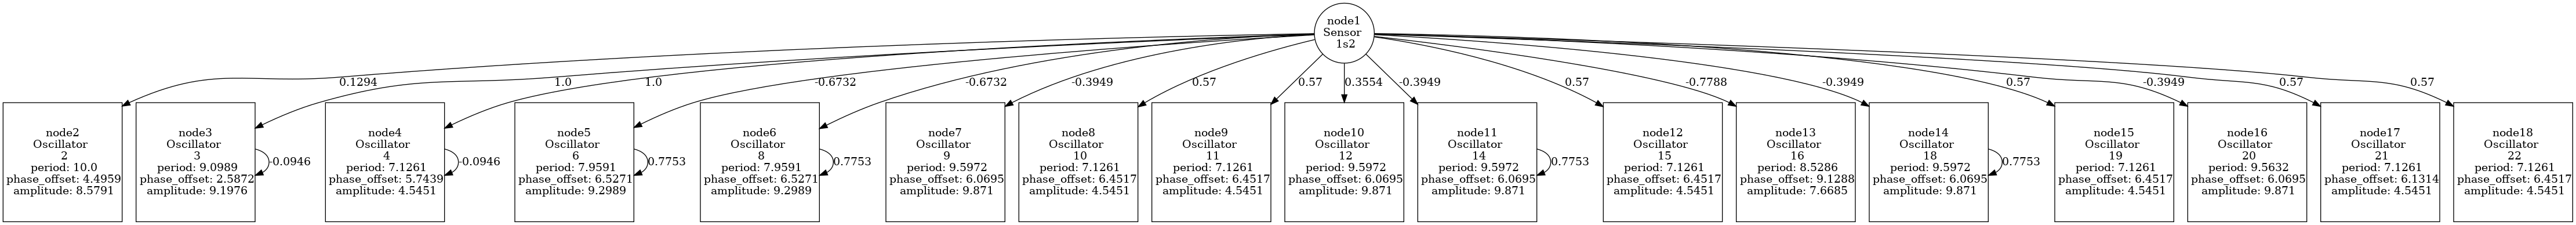 node1
Sensor
1s2
0.1294
1.0
1.0
-0.6732
-0.6732
-0.3949
0.57
0.57
0.3554
-0.3949
0.57
-0.7788
-0.3949
0.57
-0.3949
0.57
0.57
node2
Oscillator
2
period: 10.0
phase_offset: 4.4959
amplitude: 8.5791
node3
Oscillator
3
period: 9.0989
phase_offset: 2.5872
amplitude: 9.1976
-0.0946
node4
Oscillator
4
period: 7.1261
phase_offset: 5.7439
amplitude: 4.5451
-0.0946
node5
Oscillator
6
period: 7.9591
phase_offset: 6.5271
amplitude: 9.2989
0.7753
node6
Oscillator
8
period: 7.9591
phase_offset: 6.5271
amplitude: 9.2989
0.7753
node7
Oscillator
9
period: 9.5972
phase_offset: 6.0695
amplitude: 9.871
node8
Oscillator
10
period: 7.1261
phase_offset: 6.4517
amplitude: 4.5451
node9
Oscillator
11
period: 7.1261
phase_offset: 6.4517
amplitude: 4.5451
node10
Oscillator
12
period: 9.5972
phase_offset: 6.0695
amplitude: 9.871
node11
Oscillator
14
period: 9.5972
phase_offset: 6.0695
amplitude: 9.871
0.7753
node12
Oscillator
15
period: 7.1261
phase_offset: 6.4517
amplitude: 4.5451
node13
Oscillator
16
period: 8.5286
phase_offset: 9.1288
amplitude: 7.6685
node14
Oscillator
18
period: 9.5972
phase_offset: 6.0695
amplitude: 9.871
0.7753
node15
Oscillator
19
period: 7.1261
phase_offset: 6.4517
amplitude: 4.5451
node16
Oscillator
20
period: 9.5632
phase_offset: 6.0695
amplitude: 9.871
node17
Oscillator
21
period: 7.1261
phase_offset: 6.1314
amplitude: 4.5451
node18
Oscillator
22
period: 7.1261
phase_offset: 6.4517
amplitude: 4.5451